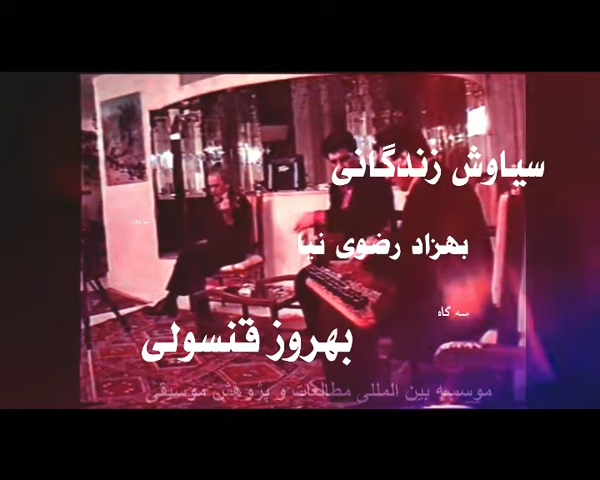 سیاوش زندگانی
بهزاد رضوی نیا
سه گاه
بهروز قنسولی
موسسه بین المللی مطالعات و پژوهش موسیقی